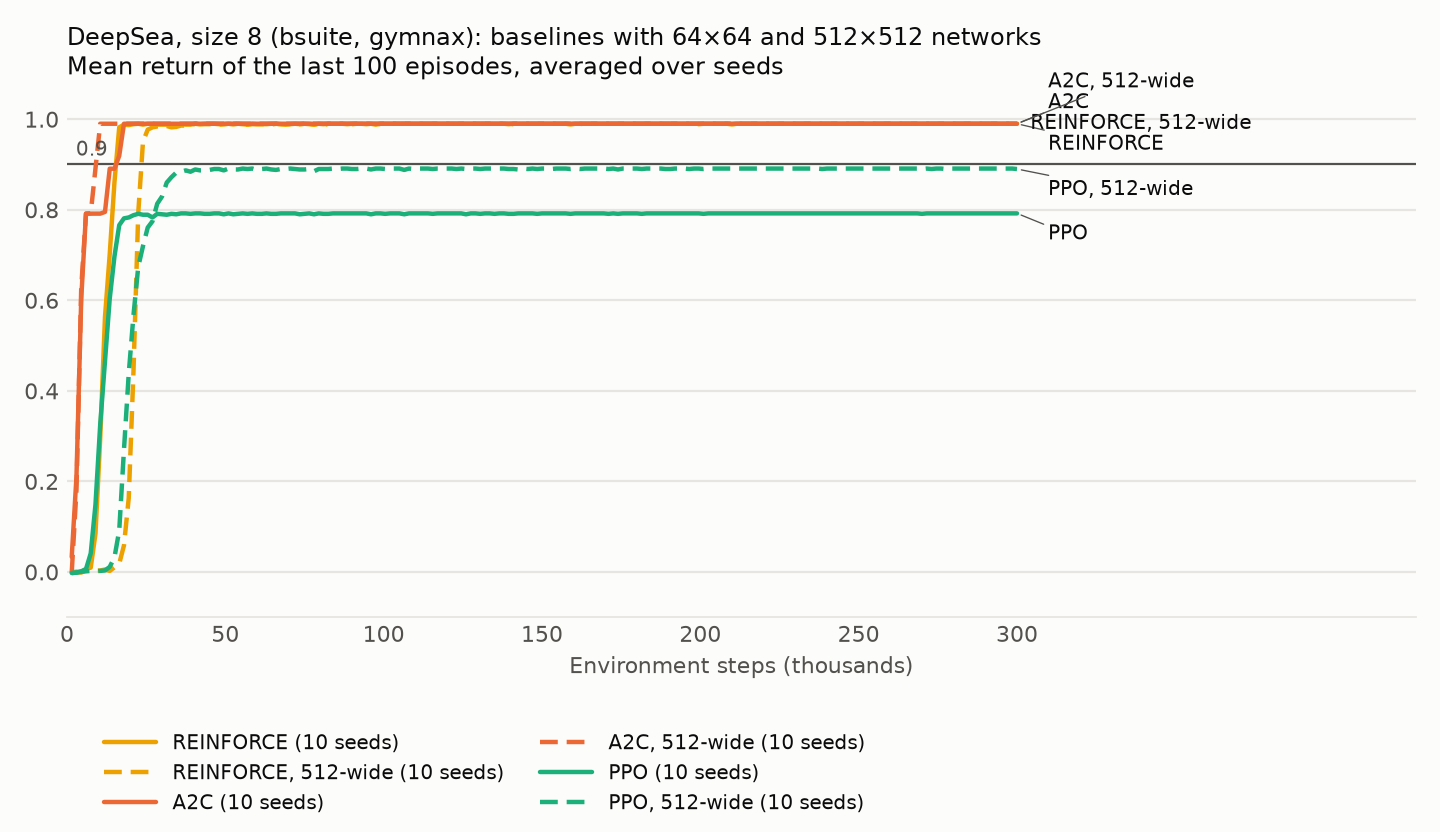 DeepSea, size 8 (bsuite, gymnax): baselines with 64×64 and 512×512 networks
Mean return of the last 100 episodes, averaged over seeds
A2C, 512-wide
A2C
REINFORCE, 512-wide
REINFORCE
PPO, 512-wide
PPO
1.0
0.9
0.8
0.6
0.4
0.2
0.0
0 50 100 150 200 250 300
Environment steps (thousands)
REINFORCE (10 seeds)
REINFORCE, 512-wide (10 seeds)
A2C (10 seeds)
A2C, 512-wide (10 seeds)
PPO (10 seeds)
PPO, 512-wide (10 seeds)